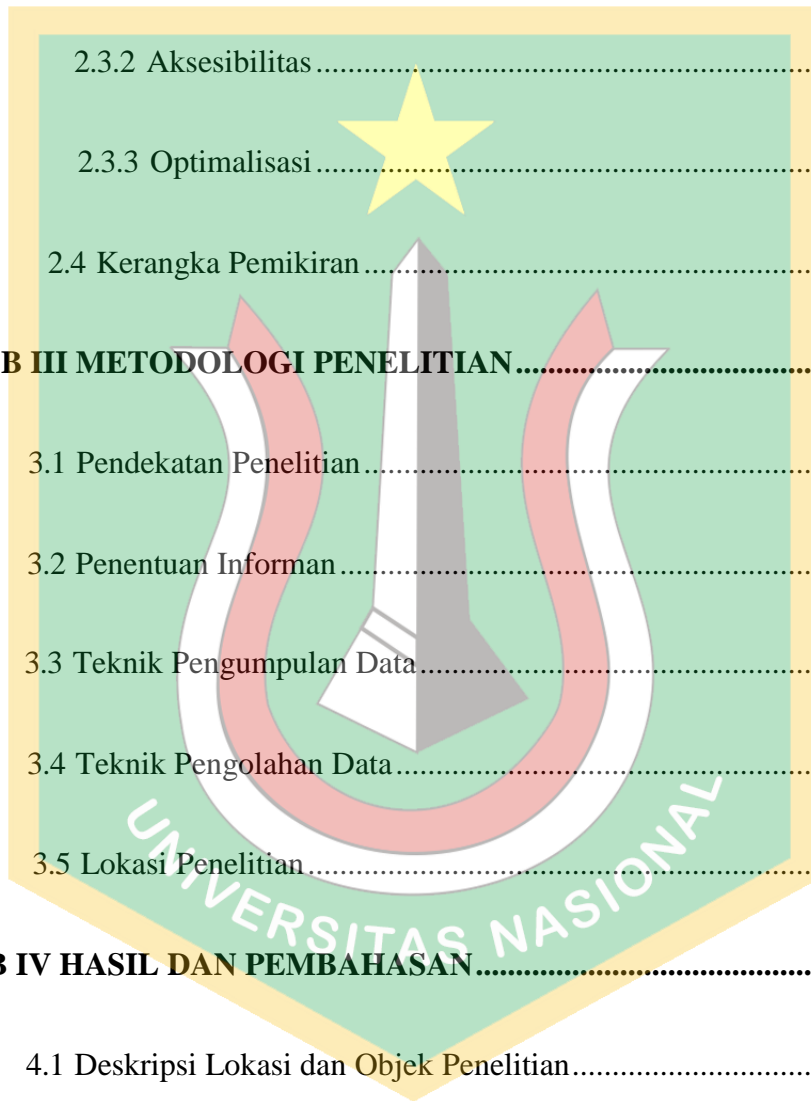 2.3.2 Aksesibilitas................................................................
2.3.3 Optimalisasi................................................................
2.4 Kerangka Pemikiran.........................................................
B III METODOLOGI PENELITIAN.....................................
3.1 Pendekatan Penelitian.........................................................
3.2 Penentuan Informan............................................................
3.3 Teknik Pengumpulan Data..................................................
3.4 Teknik Pengolahan Data.....................................................
3.5 Lokasi Penelitian................................................................
UNIVERSITAS NASIONAL
B IV HASIL DAN PEMBAHASAN..........................................
4.1 Deskripsi Lokasi dan Objek Penelitian..............................